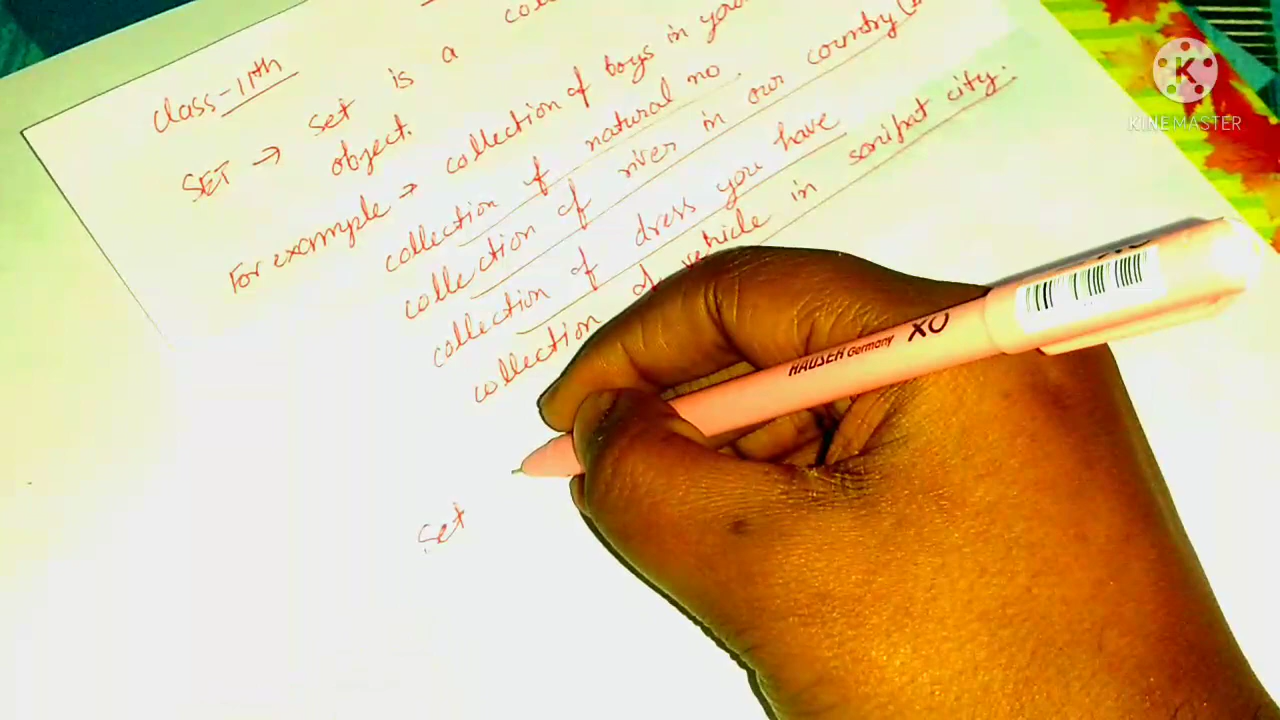 Class-11th
SET → Set is a
object.
For example → collection of boys in your
collection of natural no
collection of river in our country
collection of dress you have
collection of vehicle in sonipat city.
Set
HAUSER Germany XO
K
KINEMASTER